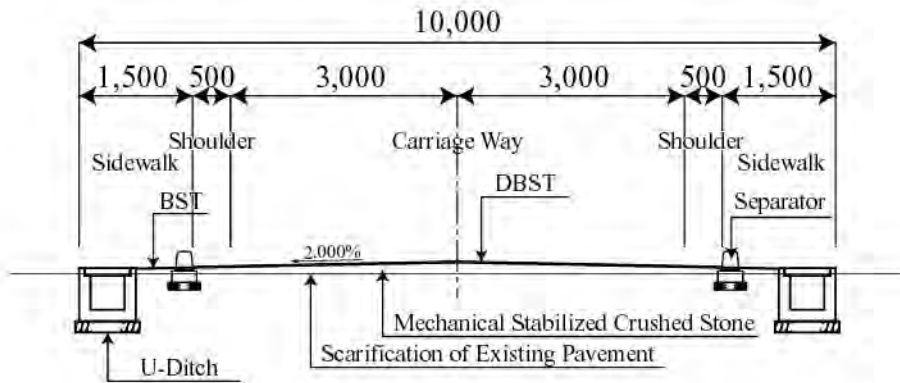 10,000
1,500 500 3,000 3,000 500 1,500
Shoulder Carriage Way Shoulder
Sidewalk Sidewalk
BST DBST Separator
2.000%
Mechanical Stabilized Crushed Stone
Scarification of Existing Pavement
U-Ditch